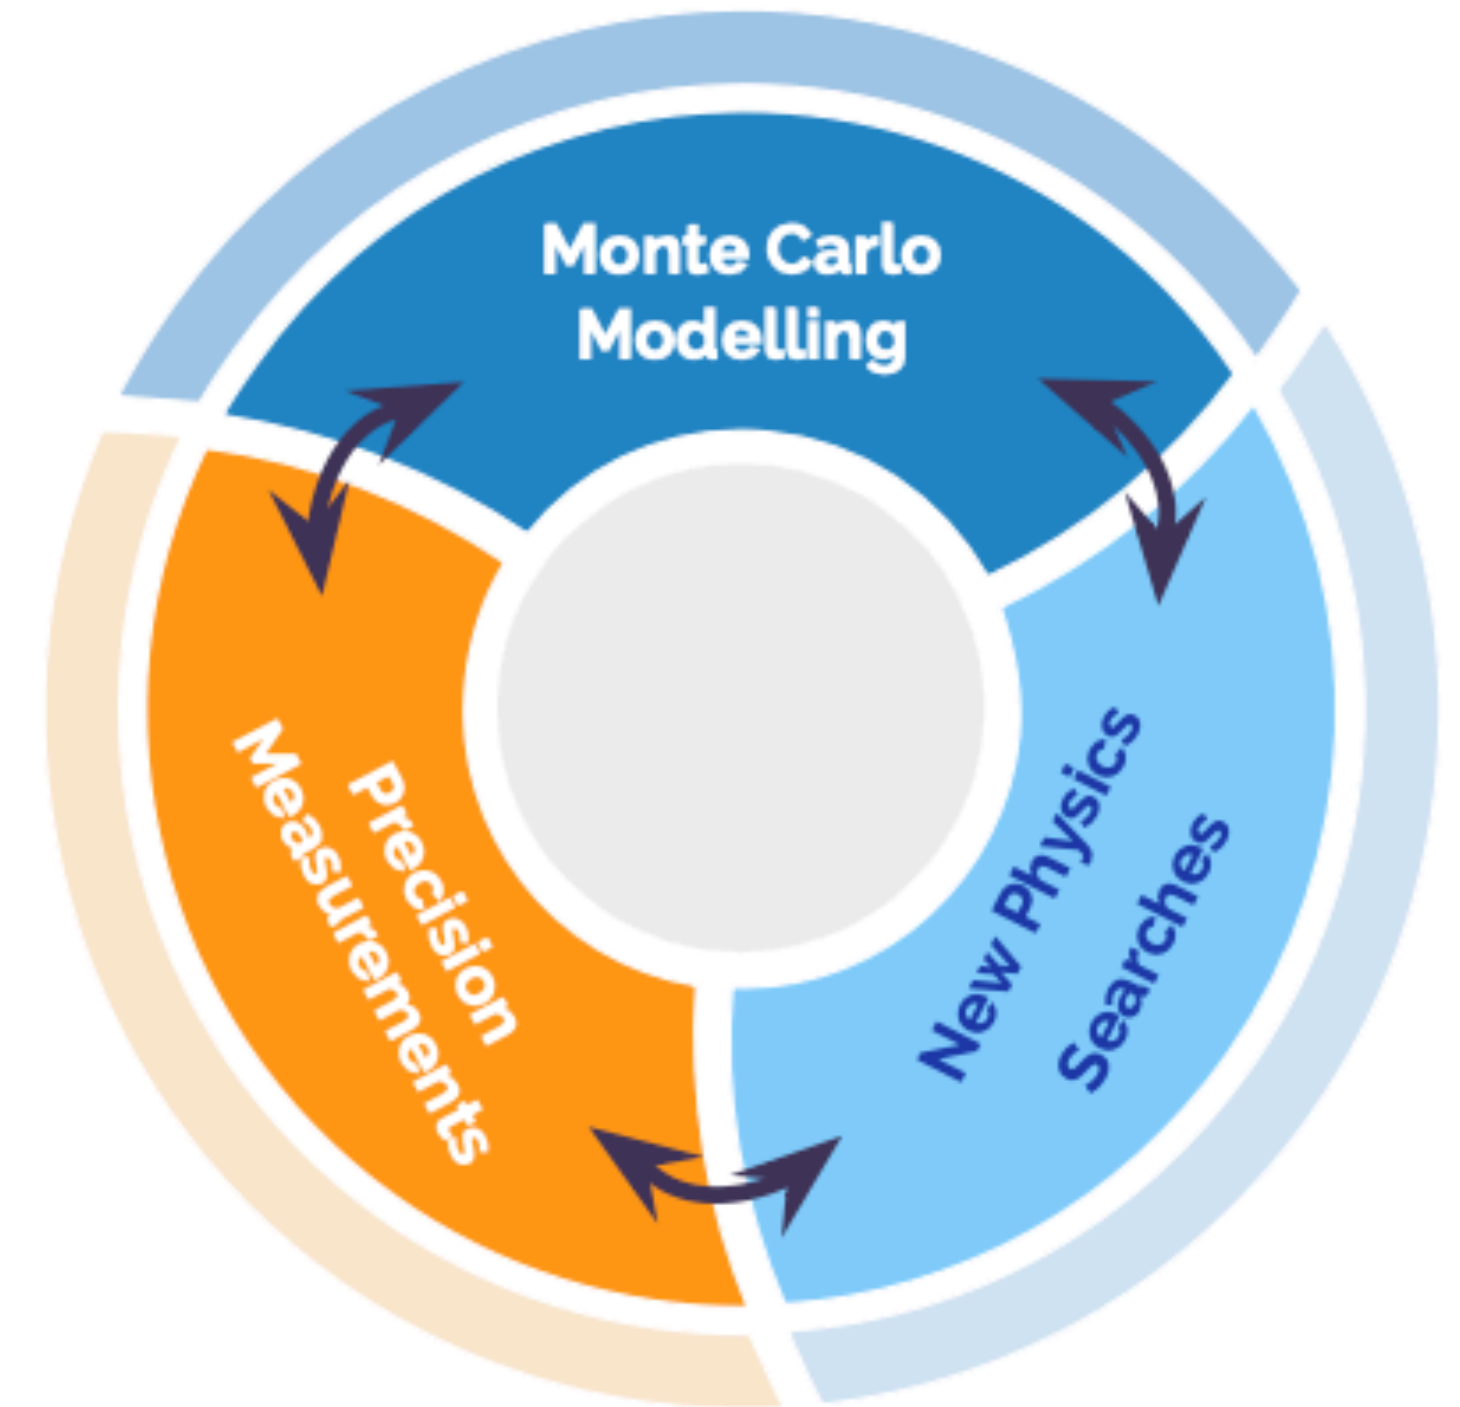 Monte Carlo
Modelling
Precision
Measurements
New Physics
Searches